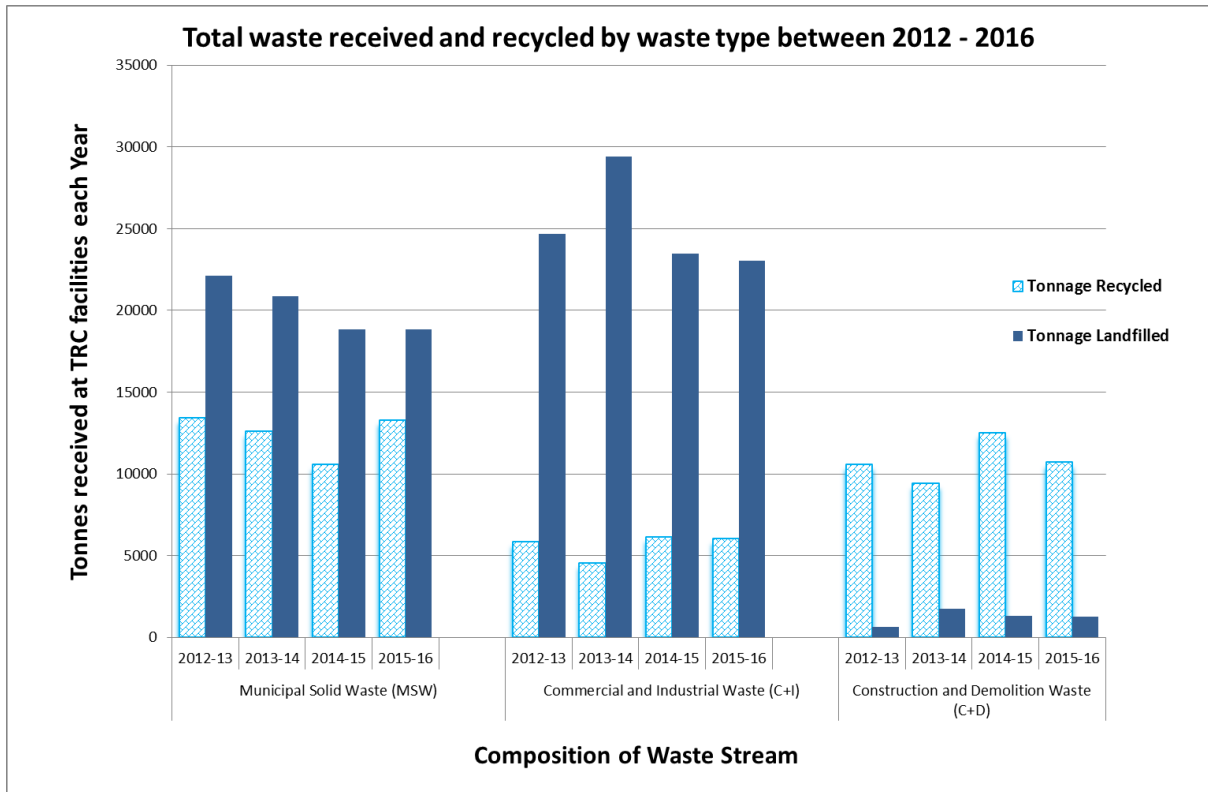 Total waste received and recycled by waste type between 2012 - 2016
Tonnes received at TRC facilities each Year
35000
30000
25000
20000
15000
10000
5000
0
Tonnage Recycled
Tonnage Landfilled
2012-13 2013-14 2014-15 2015-16 2012-13 2013-14 2014-15 2015-16 2012-13 2013-14 2014-15 2015-16
Municipal Solid Waste (MSW)
Commercial and Industrial Waste (C+I)
Construction and Demolition Waste
(C+D)
Composition of Waste Stream